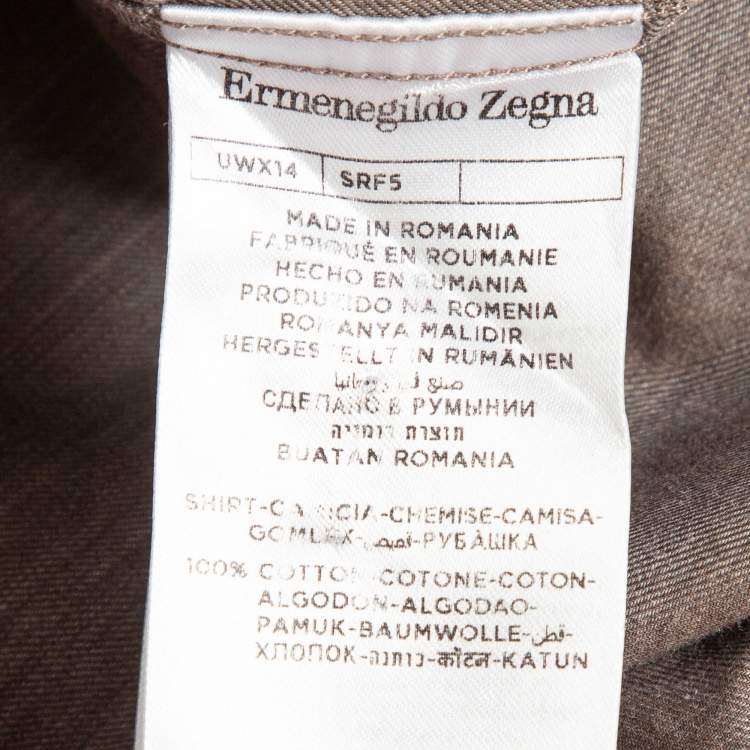 Ermenegildo Zegna
UWX14 SRF5
MADE IN ROMANIA
FABRIQUÉ EN ROUMANIE
HECHO EN RUMANIA
PRODUZIDO NA ROMENIA
ROMANYA MALIDIR
HERGESTELLT IN RUMÄNIEN
صنع في رومانيا
СДЕЛАНО В РУМЫНИИ
תוצרת רומניה
BUATAN ROMANIA
SHIRT-CAMICIA-CHEMISE-CAMISA-
GOMLEK-قميص-РУБАШКА
100% COTTON-COTONE-COTON-
ALGODON-ALGODAO-
PAMUK-BAUMWOLLE-قطن-
ХЛОПОК-כותנה-कॉटन-KATUN